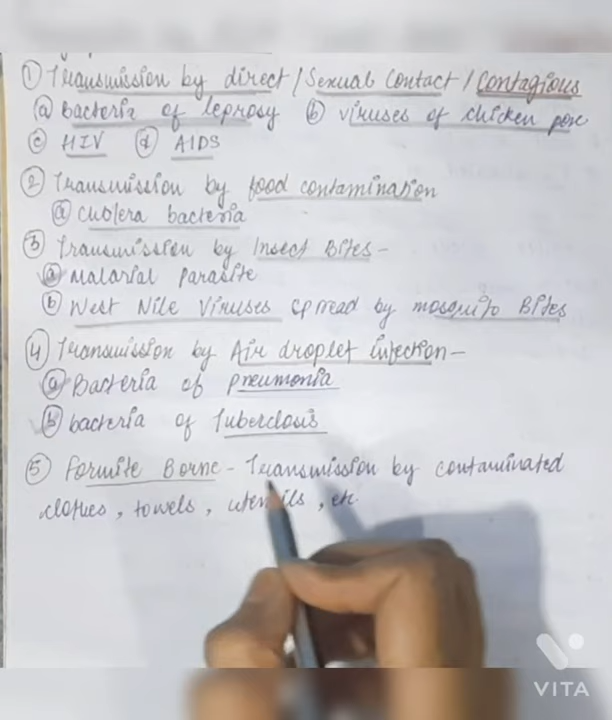 ① Transmission by direct / Sexual Contact / Contagious
ⓐ Bacteria of leprosy ⓑ Viruses of chicken pox
ⓒ HIV ⓓ AIDS
② Transmission by food contamination
ⓐ Cholera bacteria
③ Transmission by Insect Bites -
ⓐ Malarial Parasite
ⓑ West Nile Viruses spread by mosquito Bites
④ Transmission by Air droplet infection -
ⓐ Bacteria of pneumonia
ⓑ bacteria of Tuberclosis
⑤ Formite Borne - Transmission by contaminated
clothes, towels, utensils, etc.
VITA